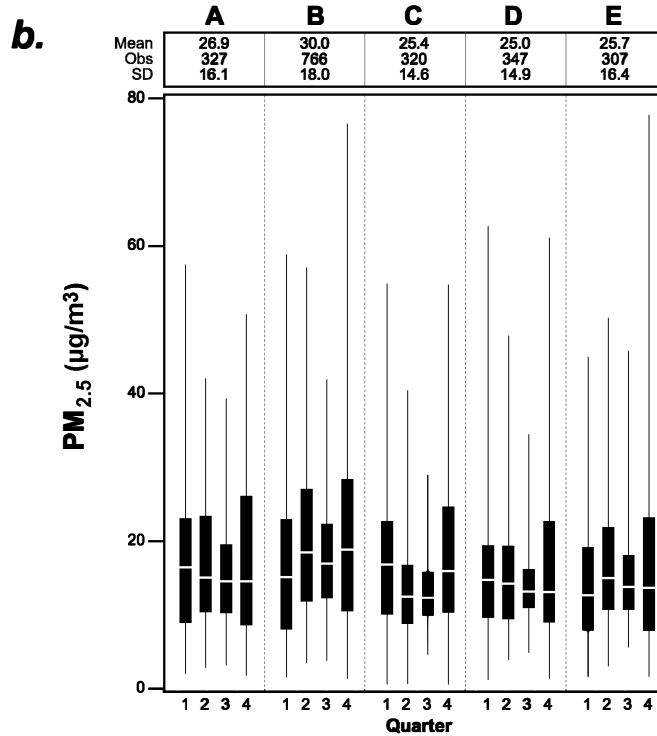 b.
A B C D E
Mean 26.9 30.0 25.4 25.0 25.7
Obs 327 766 320 347 307
SD 16.1 18.0 14.6 14.9 16.4
80
60
40
20
0
PM2.5 (µg/m³)
1 2 3 4 1 2 3 4 1 2 3 4 1 2 3 4 1 2 3 4
Quarter